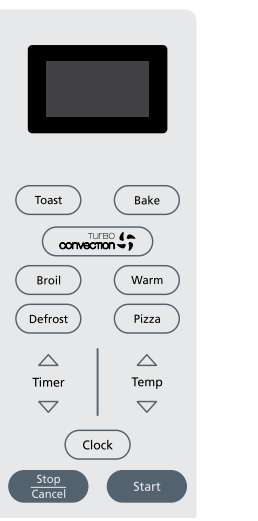 Toast Bake
TURBO
CONVECTION
Broil Warm
Defrost Pizza
Timer Temp
Clock
Stop Start
Cancel